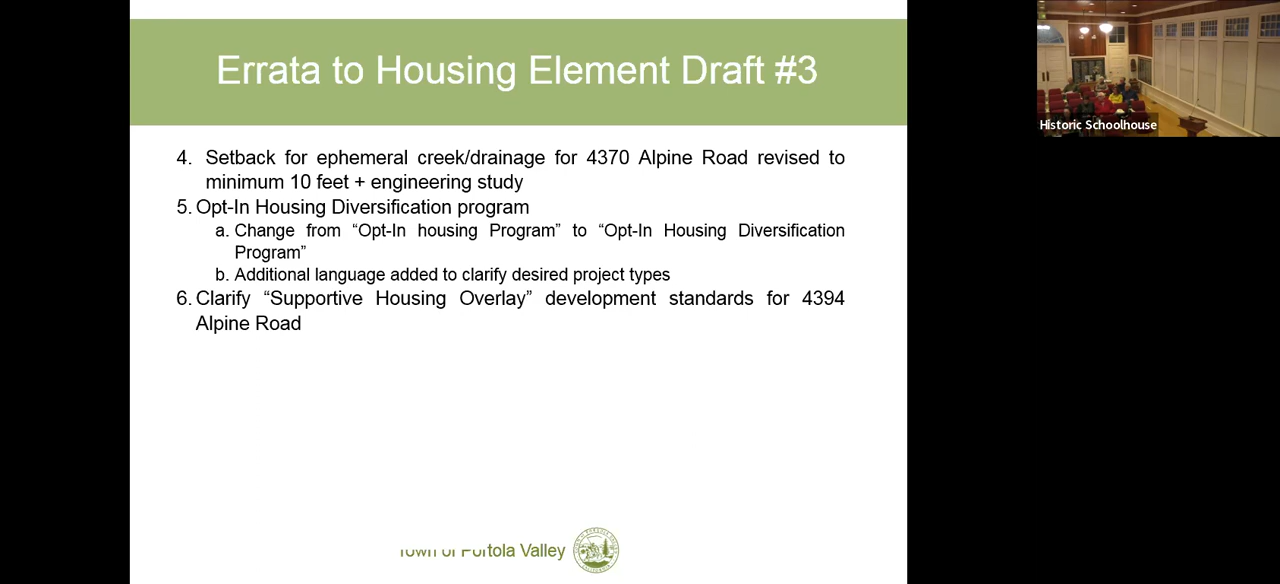 Errata to Housing Element Draft #3
4. Setback for ephemeral creek/drainage for 4370 Alpine Road revised to
minimum 10 feet + engineering study
5. Opt-In Housing Diversification program
a. Change from “Opt-In housing Program” to “Opt-In Housing Diversification
Program”
b. Additional language added to clarify desired project types
6. Clarify “Supportive Housing Overlay” development standards for 4394
Alpine Road
Town of Portola Valley
Historic Schoolhouse